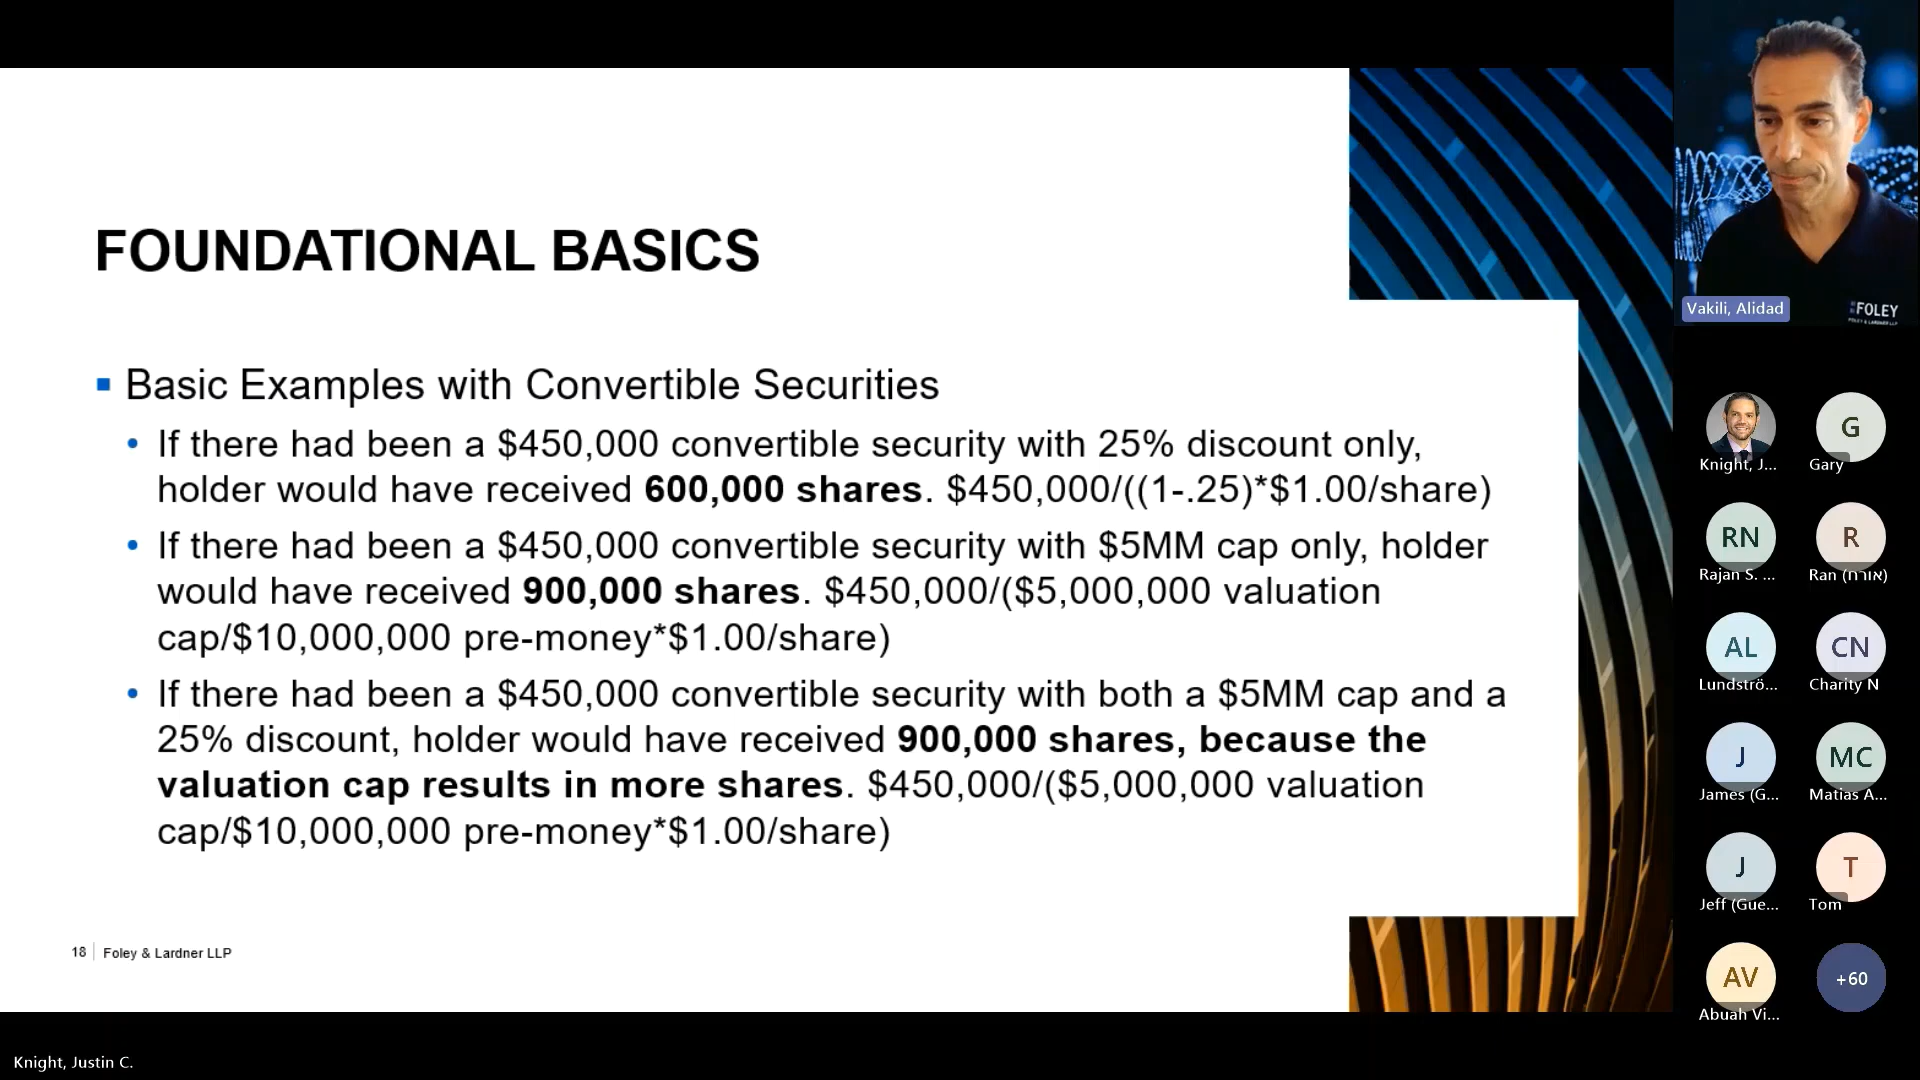 FOUNDATIONAL BASICS
Basic Examples with Convertible Securities
If there had been a $450,000 convertible security with 25% discount only,
holder would have received 600,000 shares. $450,000/((1-.25)*$1.00/share)
If there had been a $450,000 convertible security with $5MM cap only, holder
would have received 900,000 shares. $450,000/($5,000,000 valuation
cap/$10,000,000 pre-money*$1.00/share)
If there had been a $450,000 convertible security with both a $5MM cap and a
25% discount, holder would have received 900,000 shares, because the
valuation cap results in more shares. $450,000/($5,000,000 valuation
cap/$10,000,000 pre-money*$1.00/share)
18 Foley & Lardner LLP
Knight, Justin C.
Vakili, Alidad
FOLEY
FOLEY & LARDNER LLP
Knight, J...
G
Gary
RN
Rajan S. ...
R
Ran (אורח)
AL
Lundströ...
CN
Charity N
J
James (G...
MC
Matias A...
J
Jeff (Gue...
T
Tom
AV
Abuah Vi...
+60